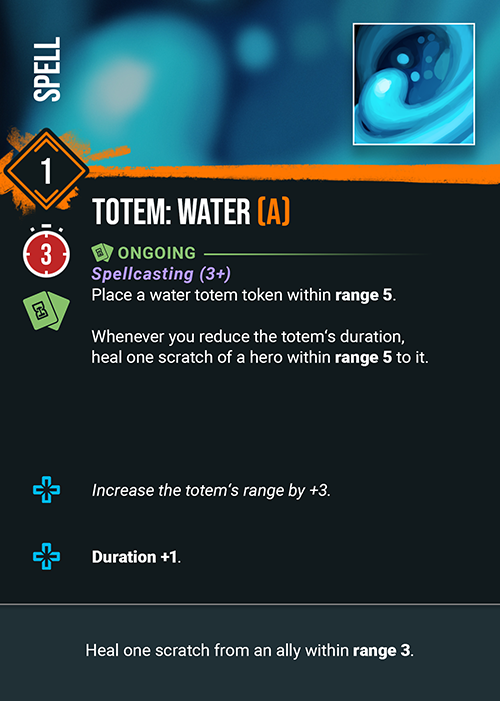 SPELL
1
TOTEM: WATER (A)
3
ONGOING
Spellcasting (3+)
Place a water totem token within range 5.
Whenever you reduce the totem's duration,
heal one scratch of a hero within range 5 to it.
Increase the totem's range by +3.
Duration +1.
Heal one scratch from an ally within range 3.